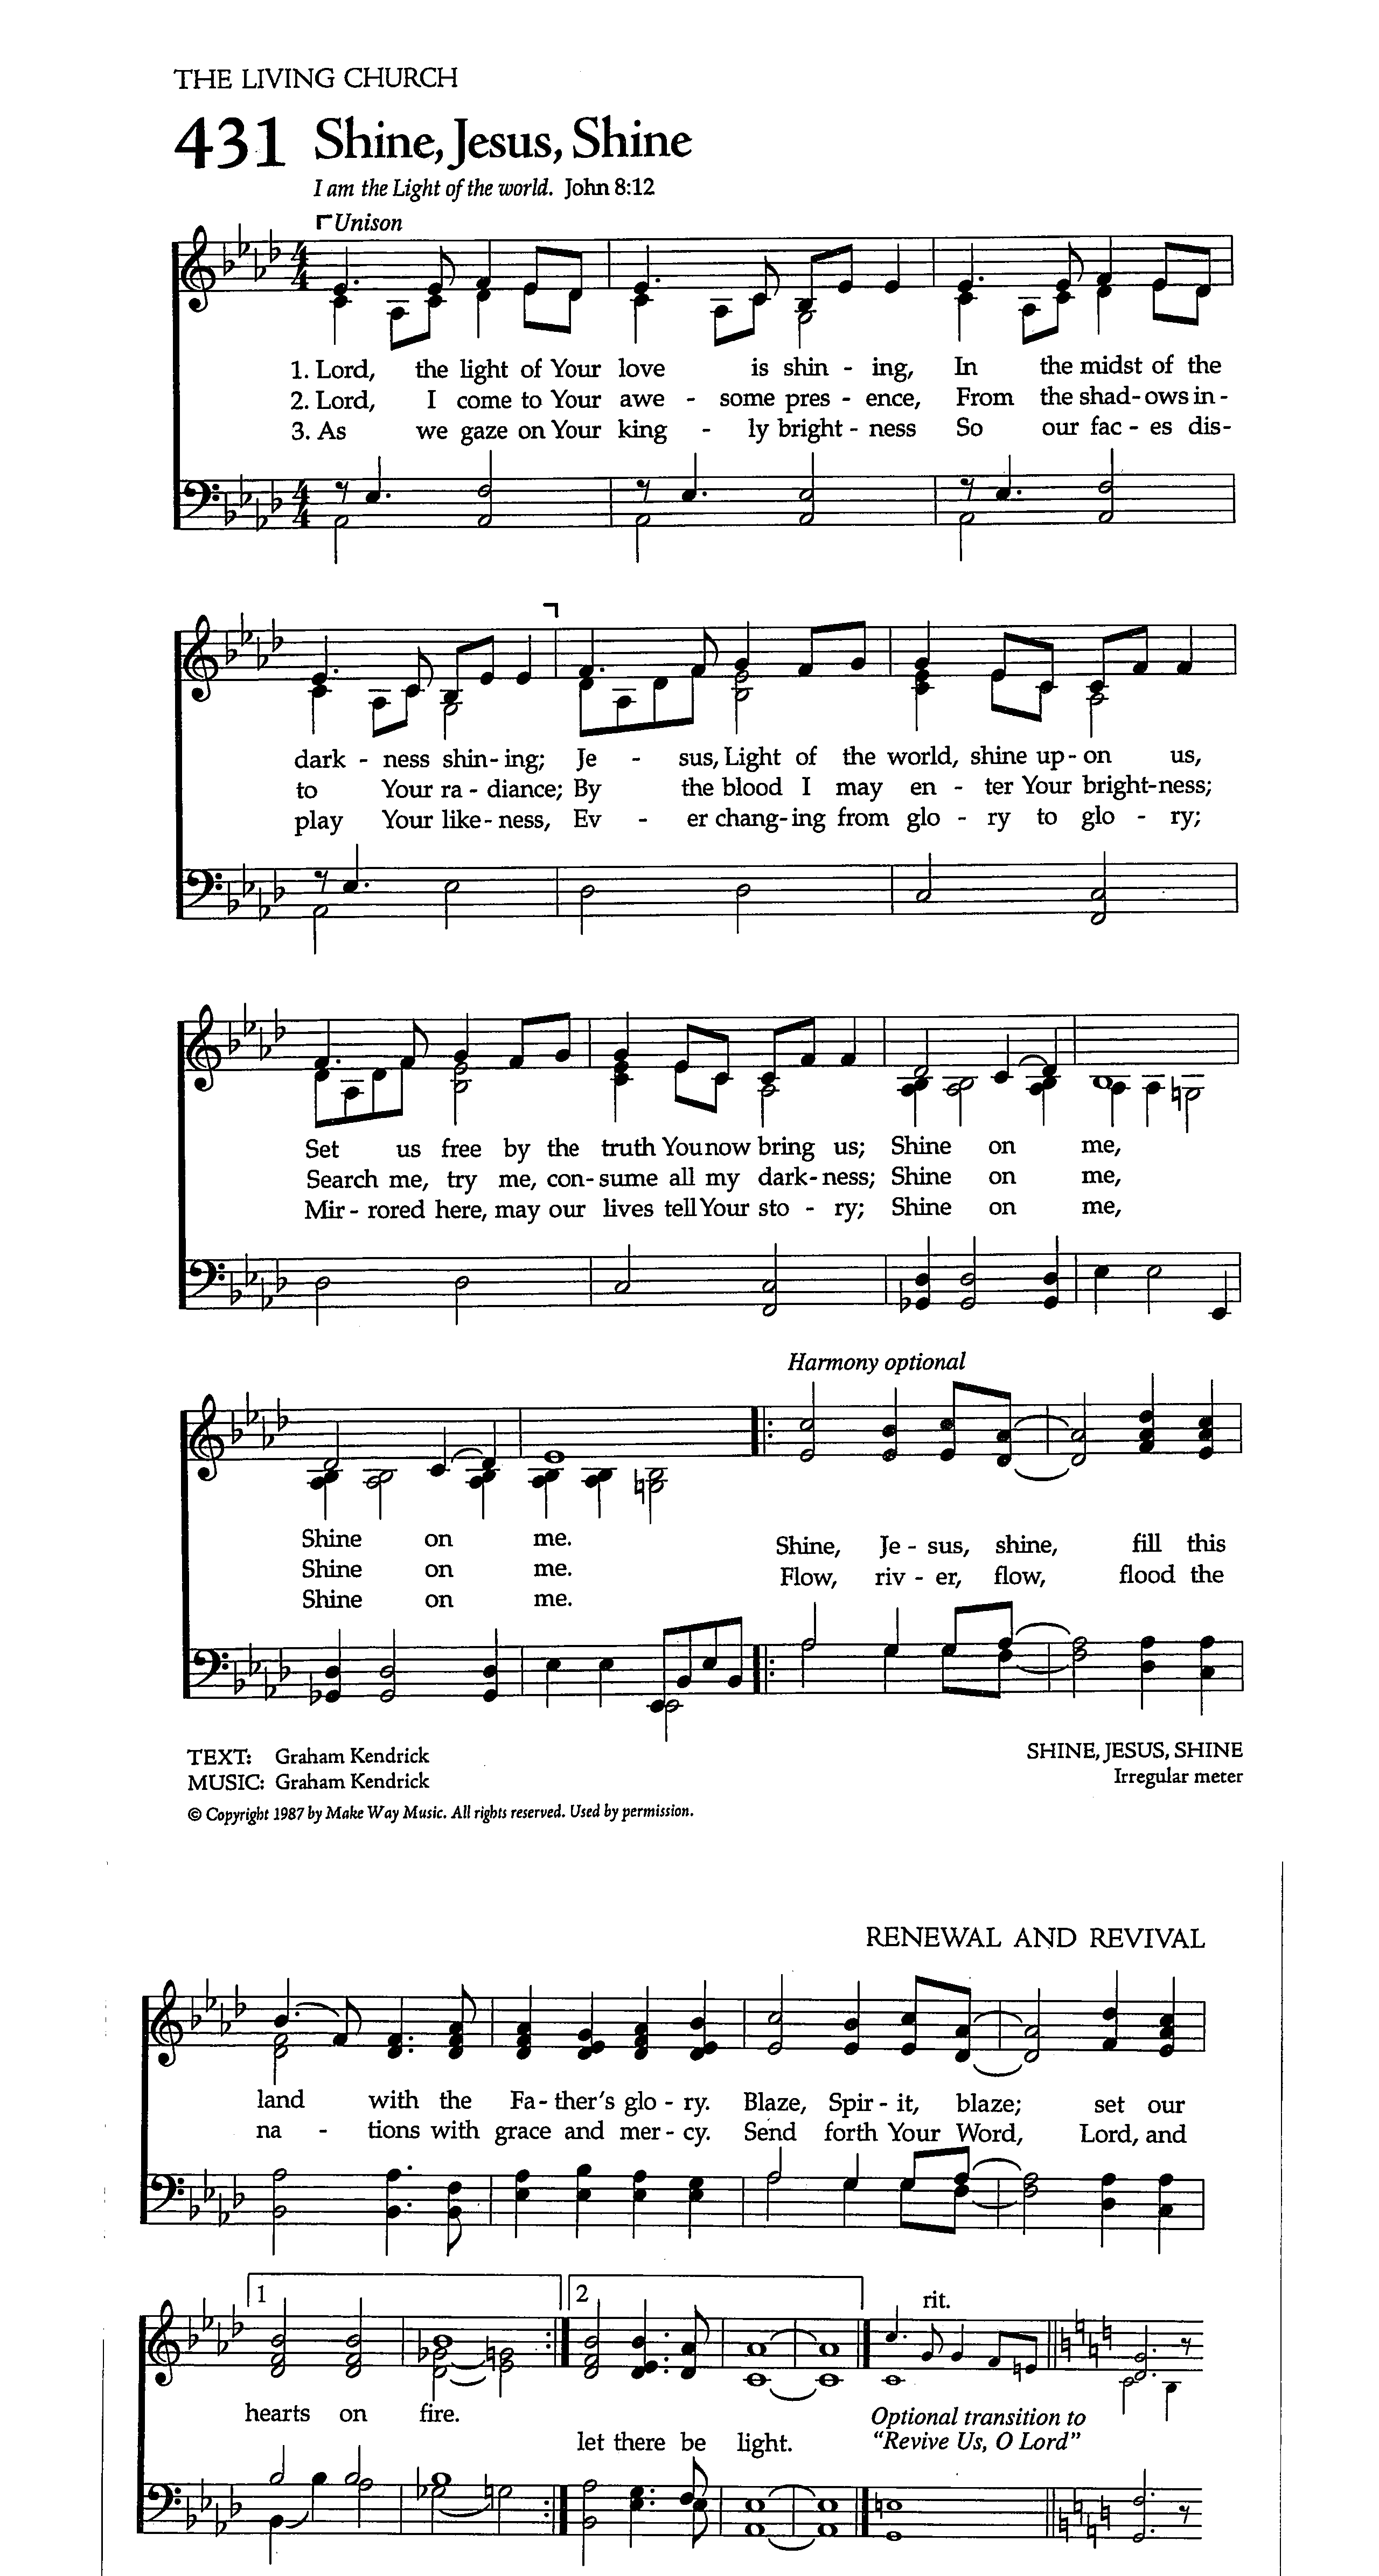 THE LIVING CHURCH
431 Shine, Jesus, Shine
I am the Light of the world. John 8:12
Unison
1. Lord, the light of Your love is shin - ing, In the midst of the
2. Lord, I come to Your awe - some pres - ence, From the shad - ows in -
3. As we gaze on Your king - ly bright - ness So our fac - es dis-
dark - ness shin - ing; Je - sus, Light of the world, shine up - on us,
to Your ra - diance; By the blood I may en - ter Your bright - ness;
play Your like - ness, Ev - er chang - ing from glo - ry to glo - ry;
Set us free by the truth You now bring us; Shine on me,
Search me, try me, con - sume all my dark - ness; Shine on me,
Mir - rored here, may our lives tell Your sto - ry; Shine on me,
Harmony optional
Shine on me. Shine, Je - sus, shine, fill this
Shine on me. Flow, riv - er, flow, flood the
Shine on me.
TEXT: Graham Kendrick SHINE, JESUS, SHINE
MUSIC: Graham Kendrick Irregular meter
© Copyright 1987 by Make Way Music. All rights reserved. Used by permission.
RENEWAL AND REVIVAL
land with the Fa - ther's glo - ry. Blaze, Spir - it, blaze; set our
na - tions with grace and mer - cy. Send forth Your Word, Lord, and
1 2 rit.
hearts on fire. Optional transition to
let there be light. "Revive Us, O Lord"